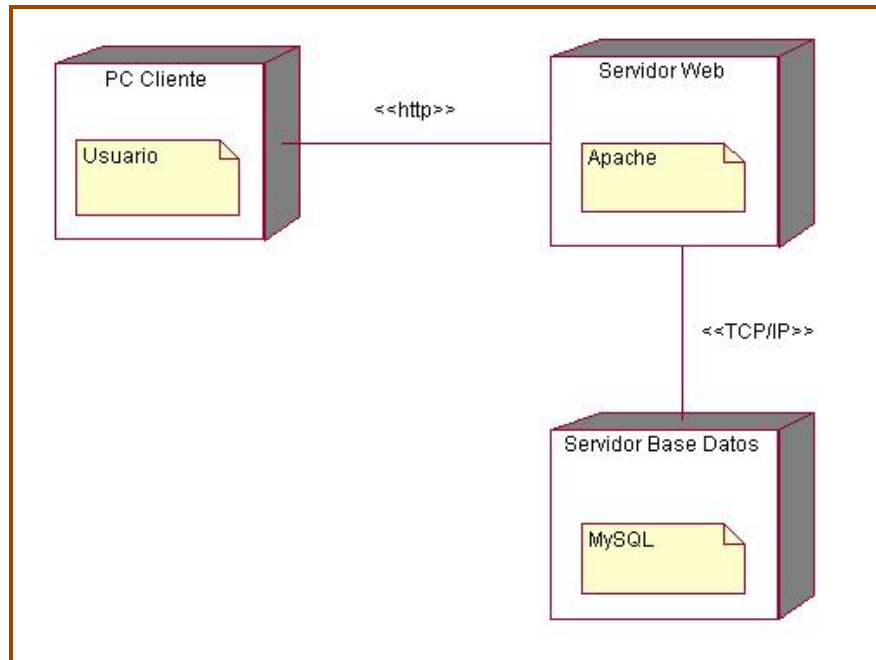 PC Cliente
Usuario
<<http>>
Servidor Web
Apache
<<TCP/IP>>
Servidor Base Datos
MySQL